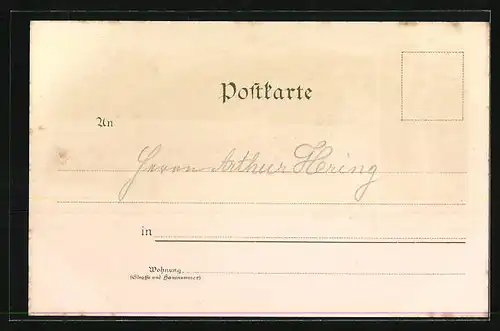 Postkarte
An
Herrn Arthur Hering
in
Wohnung
(Straße und Hausnummer)